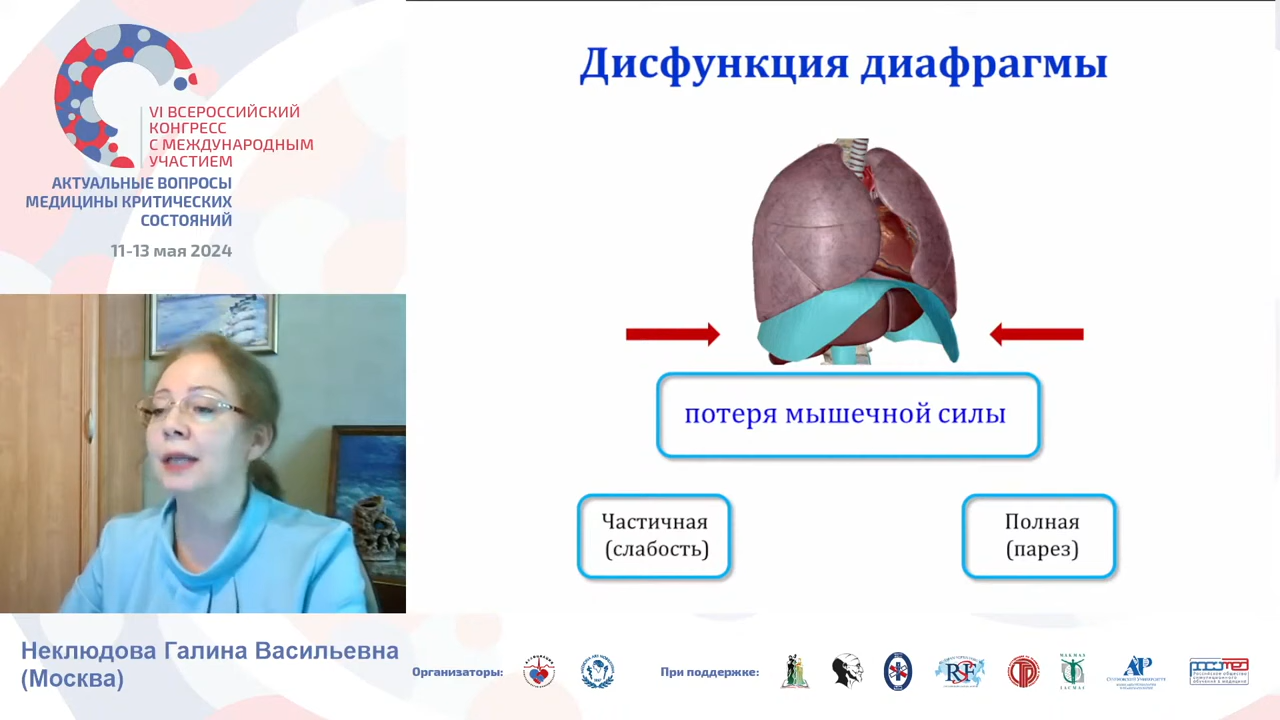 VI ВСЕРОССИЙСКИЙ
КОНГРЕСС
С МЕЖДУНАРОДНЫМ
УЧАСТИЕМ
АКТУАЛЬНЫЕ ВОПРОСЫ
МЕДИЦИНЫ КРИТИЧЕСКИХ
СОСТОЯНИЙ
11-13 мая 2024
Дисфункция диафрагмы
потеря мышечной силы
Частичная
(слабость)
Полная
(парез)
Неклюдова Галина Васильевна
(Москва)
Организаторы:
При поддержке: